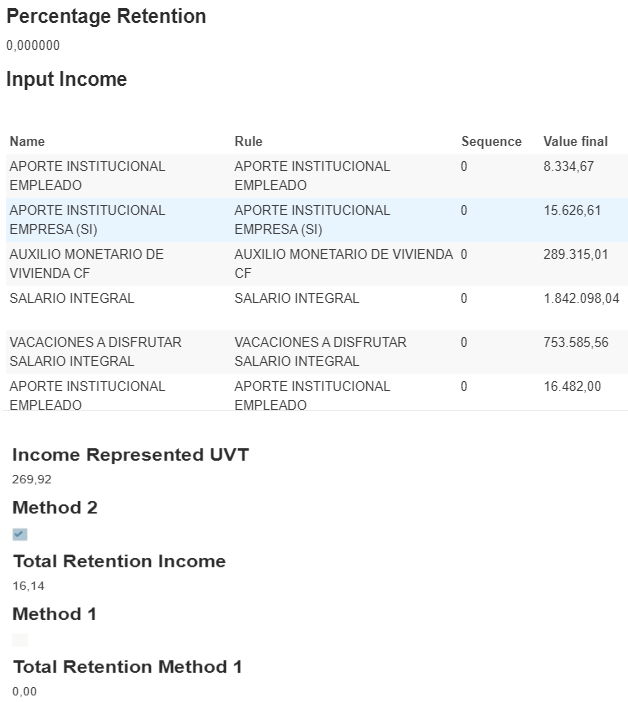 Percentage Retention
0,000000
Input Income
Name Rule Sequence Value final
APORTE INSTITUCIONAL APORTE INSTITUCIONAL 0 8.334,67
EMPLEADO EMPLEADO
APORTE INSTITUCIONAL APORTE INSTITUCIONAL 0 15.626,61
EMPRESA (SI) EMPRESA (SI)
AUXILIO MONETARIO DE AUXILIO MONETARIO DE VIVIENDA 0 289.315,01
VIVIENDA CF CF
SALARIO INTEGRAL SALARIO INTEGRAL 0 1.842.098,04
VACACIONES A DISFRUTAR VACACIONES A DISFRUTAR 0 753.585,56
SALARIO INTEGRAL SALARIO INTEGRAL
APORTE INSTITUCIONAL APORTE INSTITUCIONAL 0 16.482,00
EMPLEADO EMPLEADO
Income Represented UVT
269,92
Method 2
Total Retention Income
16,14
Method 1
Total Retention Method 1
0,00